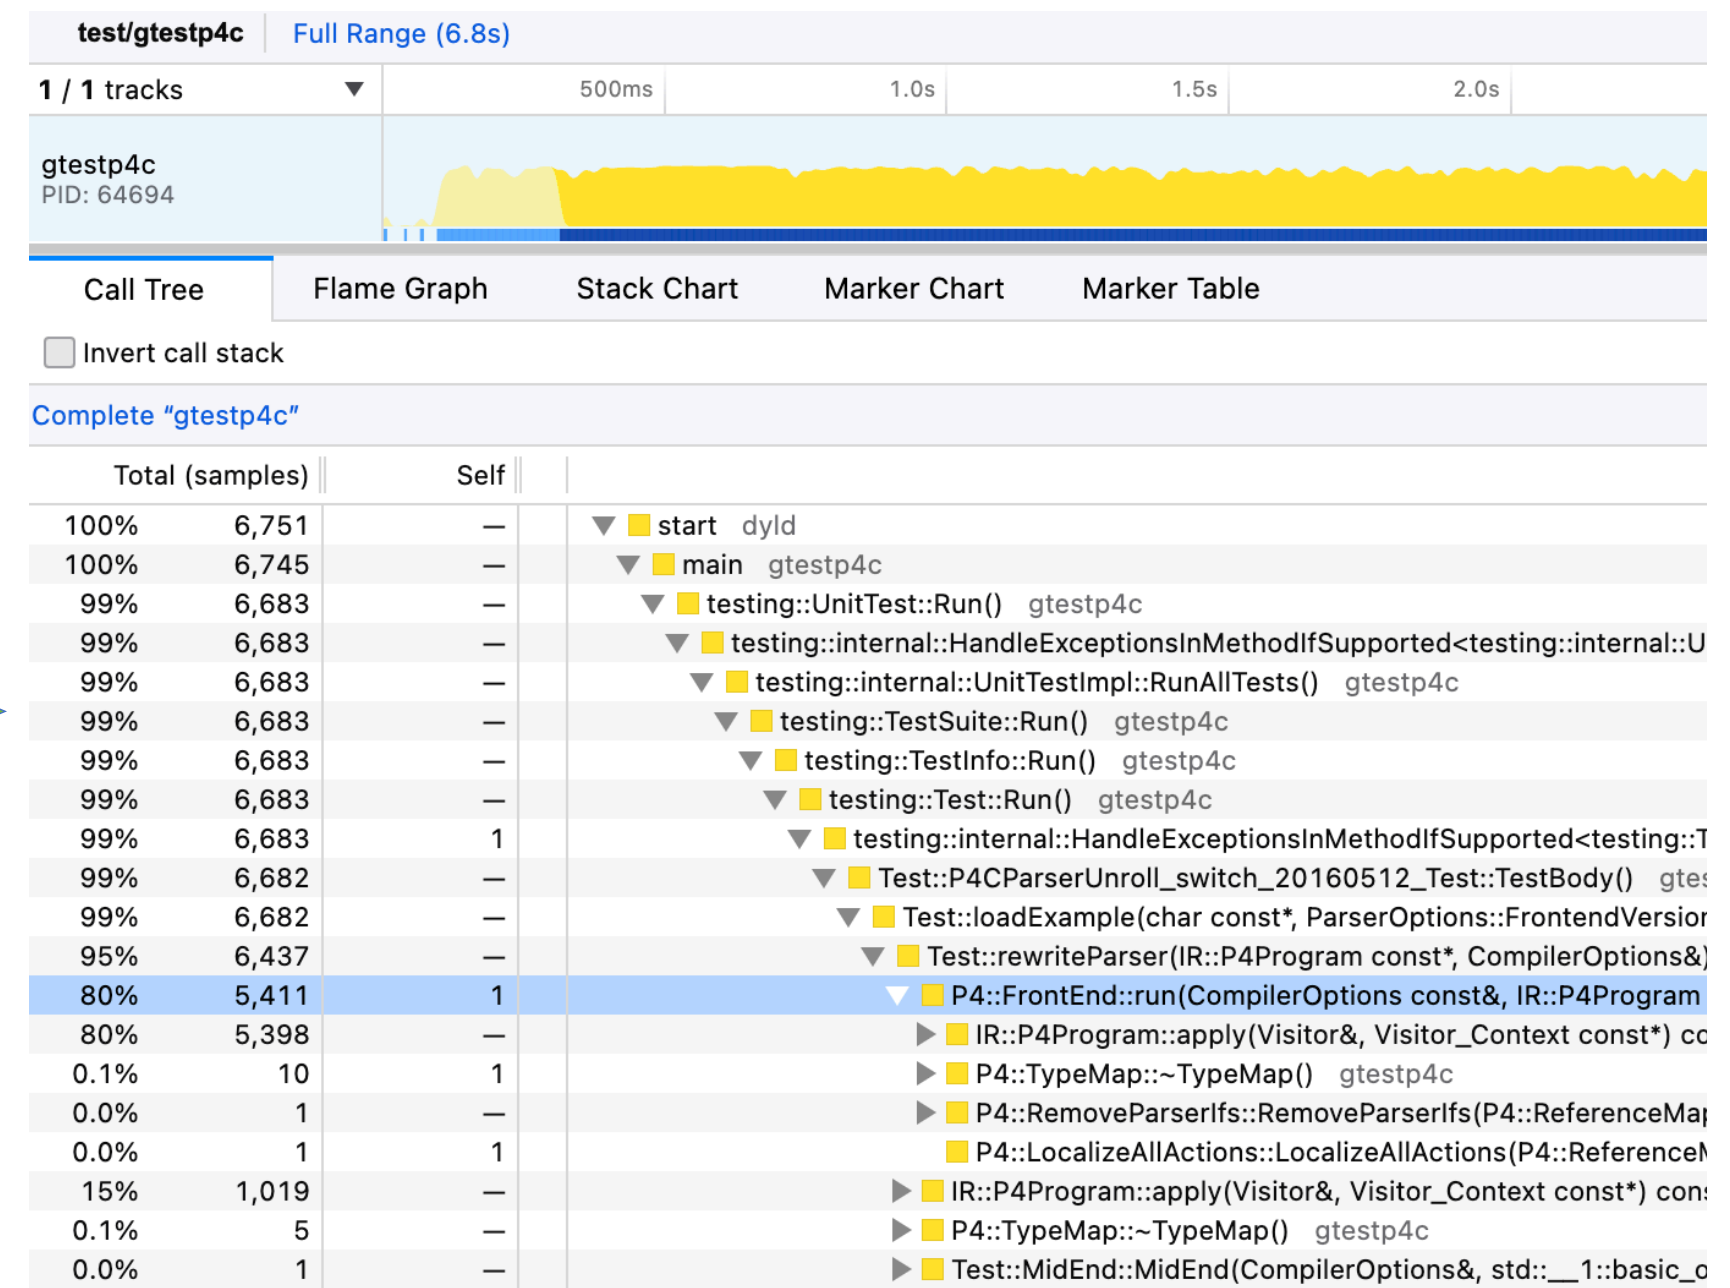 test/gtestp4c Full Range (6.8s)
1 / 1 tracks 500ms 1.0s 1.5s 2.0s
gtestp4c
PID: 64694
Call Tree Flame Graph Stack Chart Marker Chart Marker Table
Invert call stack
Complete “gtestp4c”
Total (samples) Self
100% 6,751 — start dyld
100% 6,745 — main gtestp4c
99% 6,683 — testing::UnitTest::Run() gtestp4c
99% 6,683 — testing::internal::HandleExceptionsInMethodIfSupported<testing::internal::U
99% 6,683 — testing::internal::UnitTestImpl::RunAllTests() gtestp4c
99% 6,683 — testing::TestSuite::Run() gtestp4c
99% 6,683 — testing::TestInfo::Run() gtestp4c
99% 6,683 — testing::Test::Run() gtestp4c
99% 6,683 1 testing::internal::HandleExceptionsInMethodIfSupported<testing::T
99% 6,682 — Test::P4CParserUnroll_switch_20160512_Test::TestBody() gtes
99% 6,682 — Test::loadExample(char const*, ParserOptions::FrontendVersion
95% 6,437 — Test::rewriteParser(IR::P4Program const*, CompilerOptions&)
80% 5,411 1 P4::FrontEnd::run(CompilerOptions const&, IR::P4Program
80% 5,398 — IR::P4Program::apply(Visitor&, Visitor_Context const*) co
0.1% 10 1 P4::TypeMap::~TypeMap() gtestp4c
0.0% 1 — P4::RemoveParserIfs::RemoveParserIfs(P4::ReferenceMap
0.0% 1 1 P4::LocalizeAllActions::LocalizeAllActions(P4::ReferenceM
15% 1,019 — IR::P4Program::apply(Visitor&, Visitor_Context const*) cons
0.1% 5 — P4::TypeMap::~TypeMap() gtestp4c
0.0% 1 — Test::MidEnd::MidEnd(CompilerOptions&, std::__1::basic_o